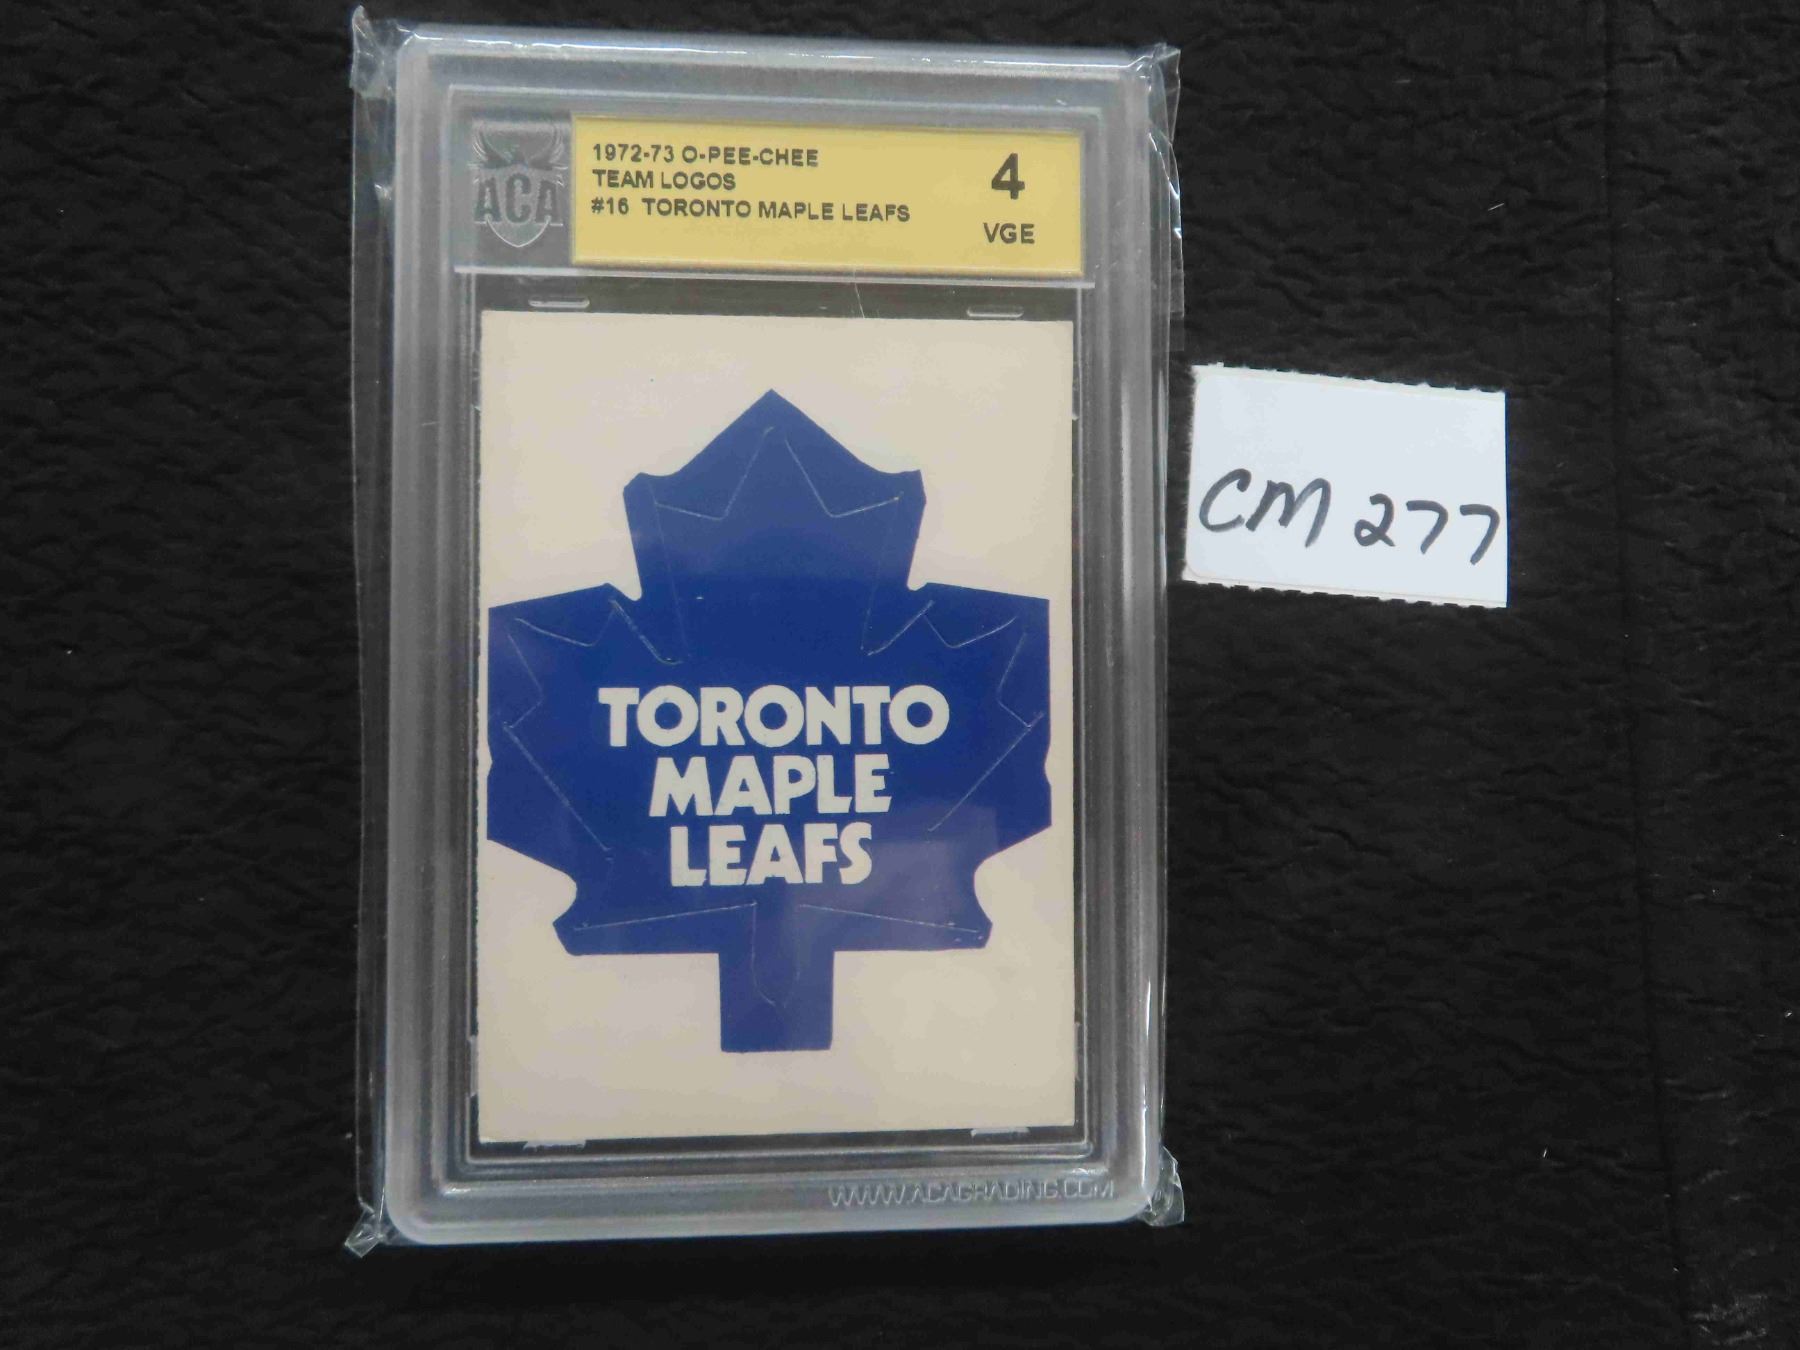 ACA
1972-73 O-PEE-CHEE
TEAM LOGOS
#16 TORONTO MAPLE LEAFS
4
VGE
TORONTO
MAPLE
LEAFS
CM 277
WWW.ACAGRADING.COM